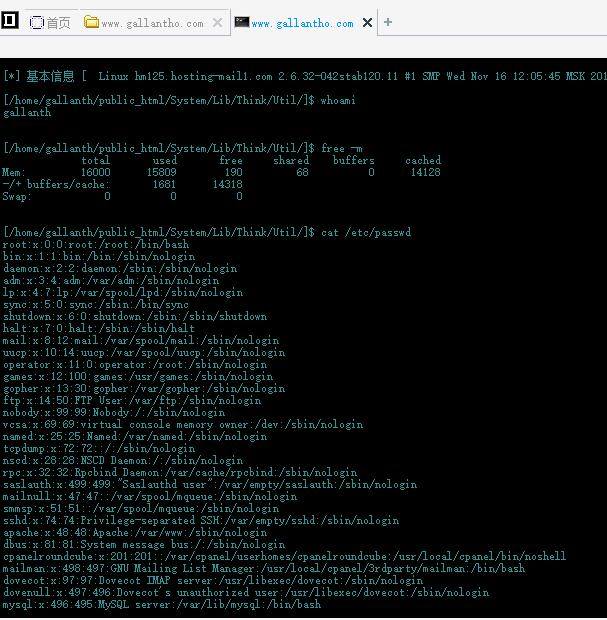 首页 www.gallantho.com www.gallantho.com
[*] 基本信息 [ Linux hm125.hosting-mail1.com 2.6.32-042stab120.11 #1 SMP Wed Nov 16 12:05:45 MSK 201
[/home/gallanth/public_html/System/Lib/Think/Util/]$ whoami
gallanth
[/home/gallanth/public_html/System/Lib/Think/Util/]$ free -m
total used free shared buffers cached
Mem: 16000 15809 190 68 0 14128
-/+ buffers/cache: 1681 14318
Swap: 0 0 0
[/home/gallanth/public_html/System/Lib/Think/Util/]$ cat /etc/passwd
root:x:0:0:root:/root:/bin/bash
bin:x:1:1:bin:/bin:/sbin/nologin
daemon:x:2:2:daemon:/sbin:/sbin/nologin
adm:x:3:4:adm:/var/adm:/sbin/nologin
lp:x:4:7:lp:/var/spool/lpd:/sbin/nologin
sync:x:5:0:sync:/sbin:/bin/sync
shutdown:x:6:0:shutdown:/sbin:/sbin/shutdown
halt:x:7:0:halt:/sbin:/sbin/halt
mail:x:8:12:mail:/var/spool/mail:/sbin/nologin
uucp:x:10:14:uucp:/var/spool/uucp:/sbin/nologin
operator:x:11:0:operator:/root:/sbin/nologin
games:x:12:100:games:/usr/games:/sbin/nologin
gopher:x:13:30:gopher:/var/gopher:/sbin/nologin
ftp:x:14:50:FTP User:/var/ftp:/sbin/nologin
nobody:x:99:99:Nobody:/:/sbin/nologin
vcsa:x:69:69:virtual console memory owner:/dev:/sbin/nologin
named:x:25:25:Named:/var/named:/sbin/nologin
tcpdump:x:72:72::/:/sbin/nologin
nscd:x:28:28:NSCD Daemon:/:/sbin/nologin
rpc:x:32:32:Rpcbind Daemon:/var/cache/rpcbind:/sbin/nologin
saslauth:x:499:499:"Saslauthd user":/var/empty/saslauth:/sbin/nologin
mailnull:x:47:47::/var/spool/mqueue:/sbin/nologin
smmsp:x:51:51::/var/spool/mqueue:/sbin/nologin
sshd:x:74:74:Privilege-separated SSH:/var/empty/sshd:/sbin/nologin
apache:x:48:48:Apache:/var/www:/sbin/nologin
dbus:x:81:81:System message bus:/:/sbin/nologin
cpanelroundcube:x:201:201::/var/cpanel/userhomes/cpanelroundcube:/usr/local/cpanel/bin/noshell
mailman:x:498:497:GNU Mailing List Manager:/usr/local/cpanel/3rdparty/mailman:/bin/bash
dovecot:x:97:97:Dovecot IMAP server:/usr/libexec/dovecot:/sbin/nologin
dovenull:x:497:496:Dovecot's unauthorized user:/usr/libexec/dovecot:/sbin/nologin
mysql:x:496:495:MySQL server:/var/lib/mysql:/bin/bash